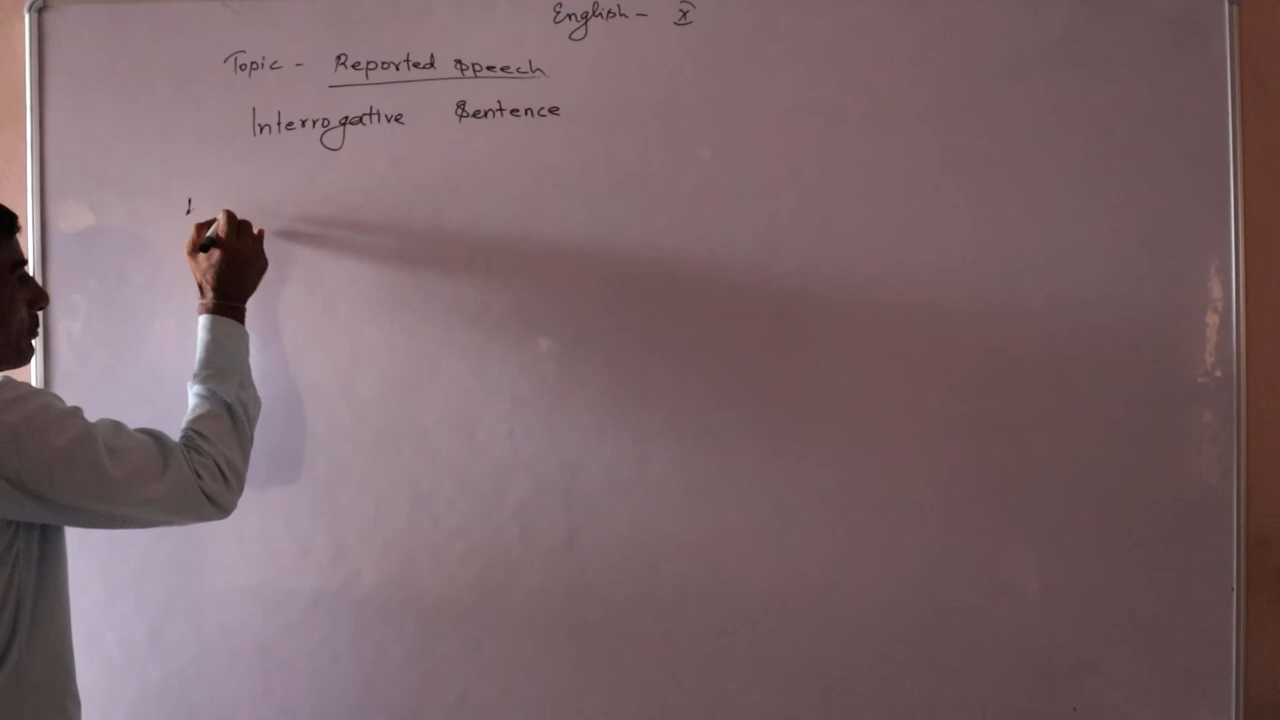 English - X
Topic - Reported speech
Interrogative Sentence
1.